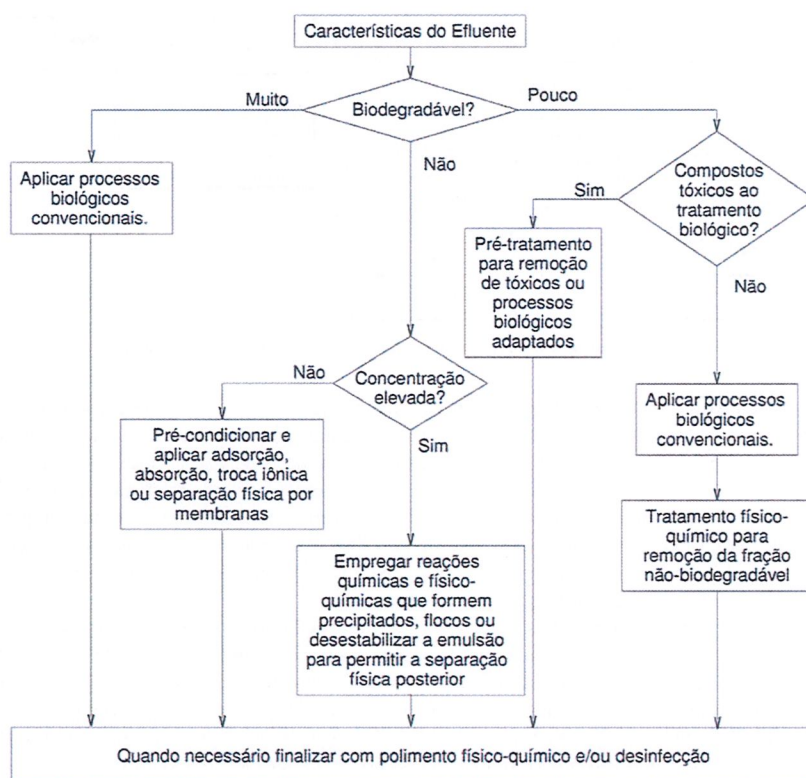 Características do Efluente
Muito
Biodegradável?
Pouco
Não
Aplicar processos
biológicos
convencionais.
Compostos
tóxicos ao
tratamento
biológico?
Sim
Não
Pré-tratamento
para remoção
de tóxicos ou
processos
biológicos
adaptados
Não
Concentração
elevada?
Sim
Pré-condicionar e
aplicar adsorção,
absorção, troca iônica
ou separação física por
membranas
Aplicar processos
biológicos
convencionais.
Tratamento físico-
químico para
remoção da fração
não-biodegradável
Empregar reações
químicas e físico-
químicas que formem
precipitados, flocos ou
desestabilizar a emulsão
para permitir a separação
física posterior
Quando necessário finalizar com polimento físico-químico e/ou desinfecção